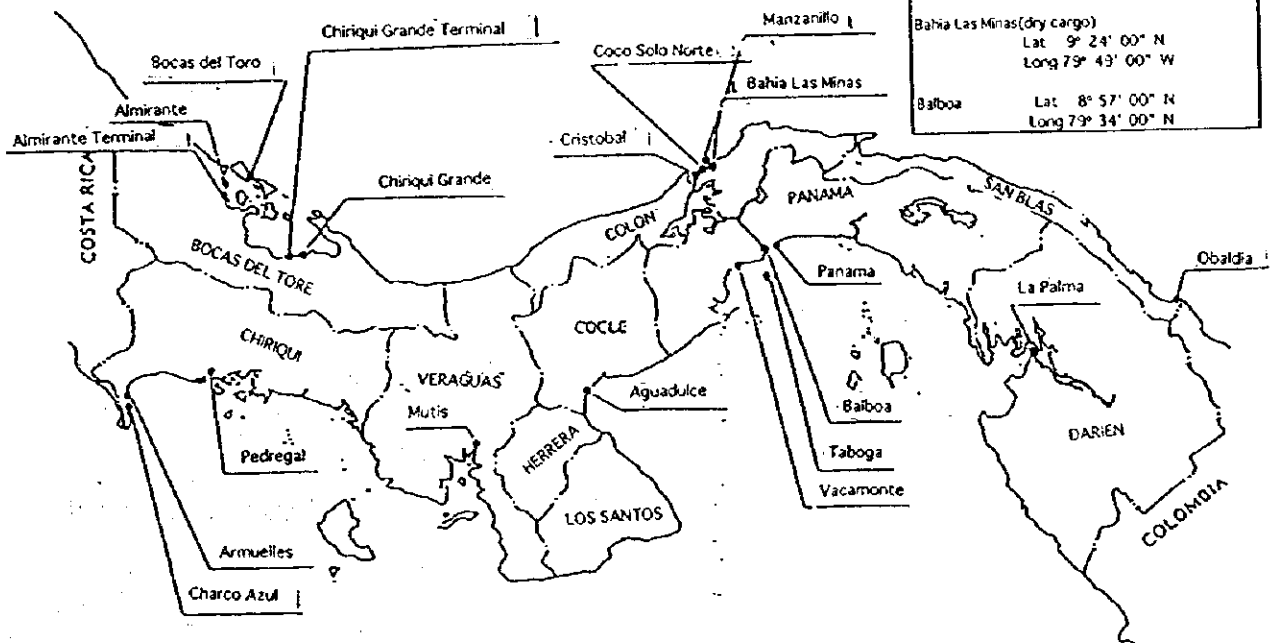 Bahia Las Minas(dry cargo)
Lat 9° 24' 00" N
Long 79° 49' 00" W
Balboa Lat 8° 57' 00" N
Long 79° 34' 00" N
Chiriqui Grande Terminal
Manzanillo
Bocas del Toro
Coco Solo Norte
Almirante
Bahia Las Minas
Almirante Terminal
Cristobal
Chiriqui Grande
COSTA RICA
PANAMA
SAN BLAS
COLON
BOCAS DEL TORE
Panama
Obaldia
La Palma
CHIRIQUI
COCLE
VERAGUAS
Aguadulce
Mutis
Balboa
HERRERA
DARIEN
Pedregal
Taboga
Vacamonte
LOS SANTOS
COLOMBIA
Armuelles
Charco Azul